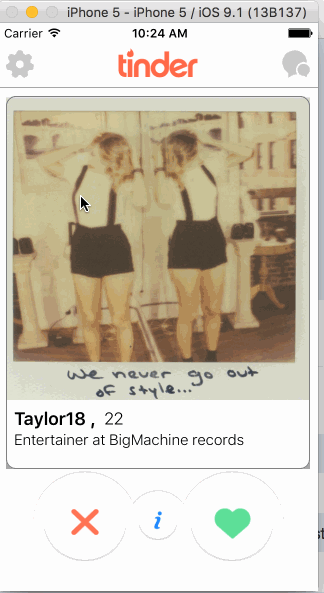 iPhone 5 - iPhone 5 / iOS 9.1 (13B137)
Carrier 10:24 AM
tinder
we never go out
of style...
Taylor18 , 22
Entertainer at BigMachine records
i
st